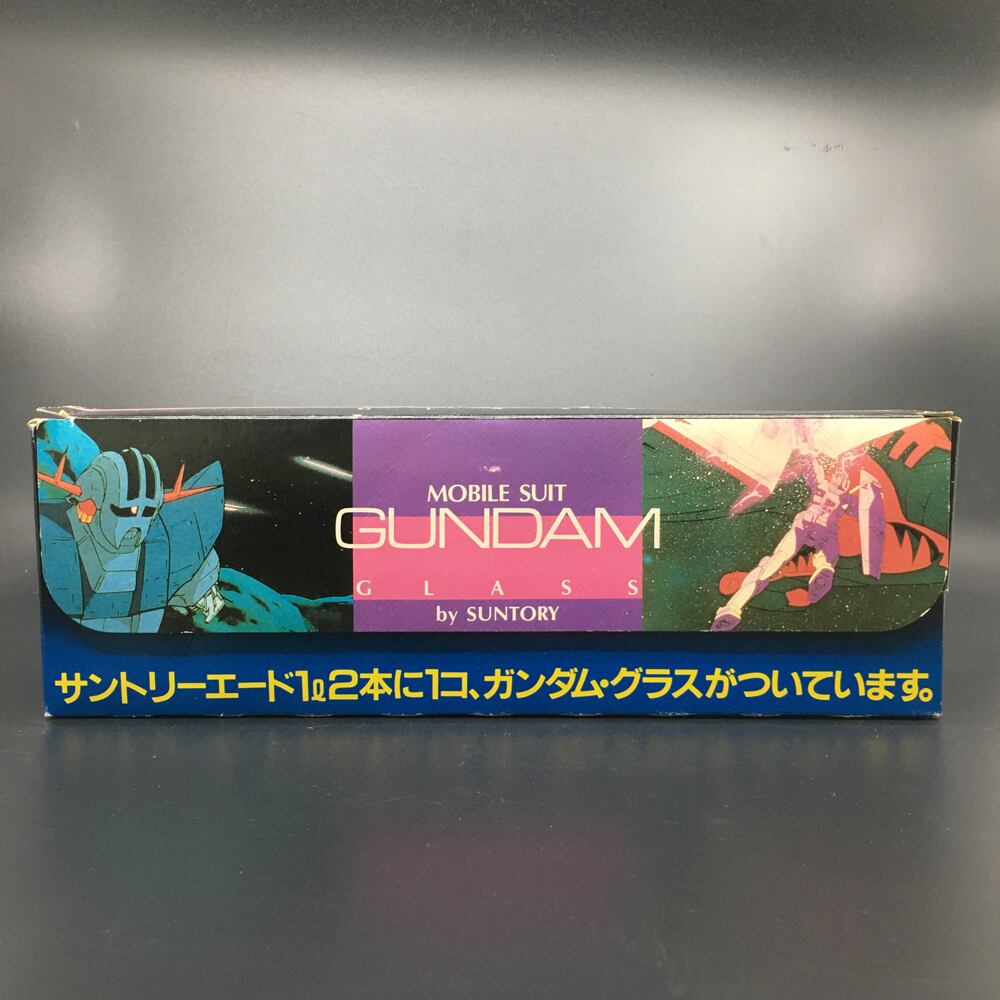 MOBILE SUIT
GUNDAM
GLASS
by SUNTORY
サントリーエード1ℓ2本に1コ、ガンダム・グラスがついています。